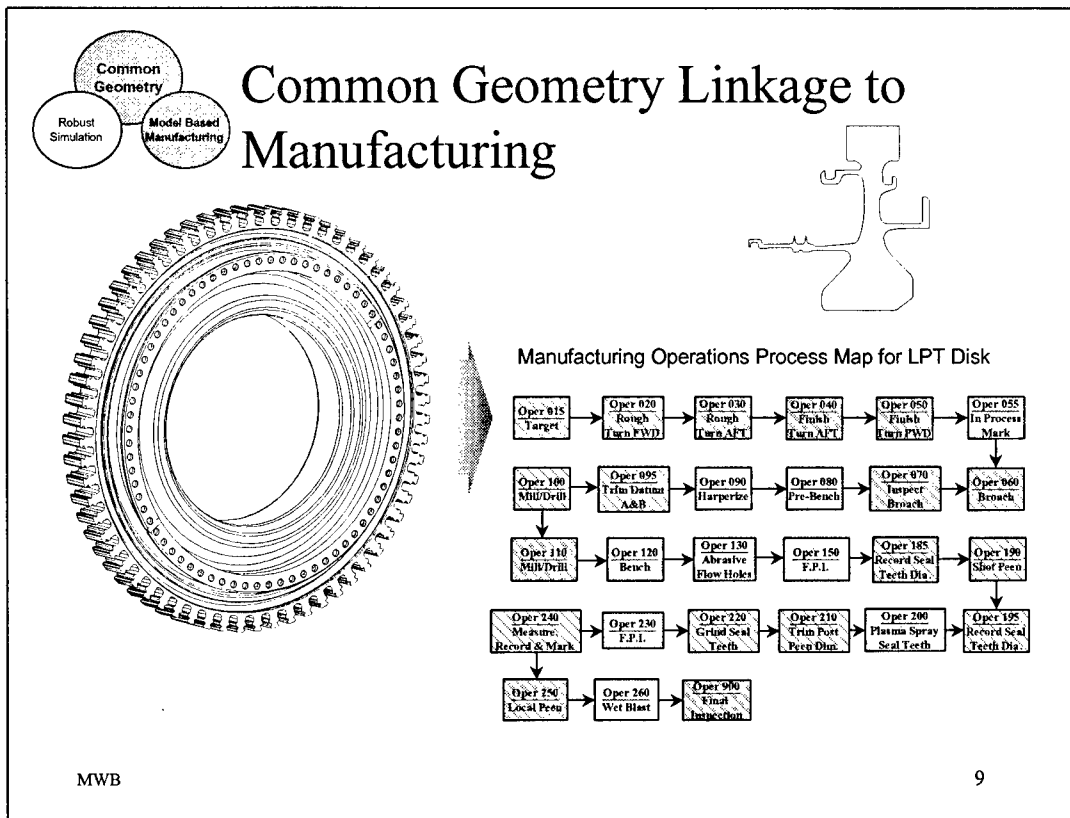 Common
Geometry
Robust
Simulation
Model Based
Manufacturing
Common Geometry Linkage to
Manufacturing
Manufacturing Operations Process Map for LPT Disk
Oper 015
Target
Oper 020
Rough
Turn FWD
Oper 030
Rough
Turn AFT
Oper 040
Finish
Turn AFT
Oper 050
Finish
Turn FWD
Oper 055
In Process
Mark
Oper 100
Mill/Drill
Oper 095
Trim Datum
A&B
Oper 090
Harperize
Oper 080
Pre-Bench
Oper 070
Inspect
Broach
Oper 060
Broach
Oper 110
Mill/Drill
Oper 120
Bench
Oper 130
Abrasive
Flow Holes
Oper 150
F.P.I.
Oper 185
Record Seal
Teeth Dia.
Oper 190
Shot Peen
Oper 240
Measure,
Record & Mark
Oper 230
F.P.I.
Oper 220
Grind Seal
Teeth
Oper 210
Trim Post
Peen Dim.
Oper 200
Plasma Spray
Seal Teeth
Oper 195
Record Seal
Teeth Dia.
Oper 250
Local Peen
Oper 260
Wet Blast
Oper 900
Final
Inspection
MWB
9